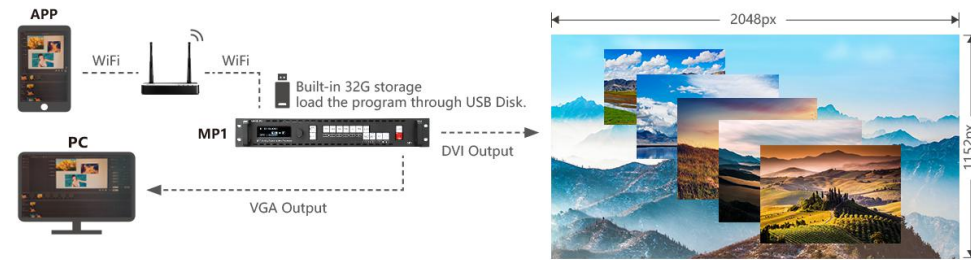 APP
WiFi
WiFi
2048px
1152px
Built-in 32G storage
load the program through USB Disk.
MP1
DVI Output
PC
VGA Output